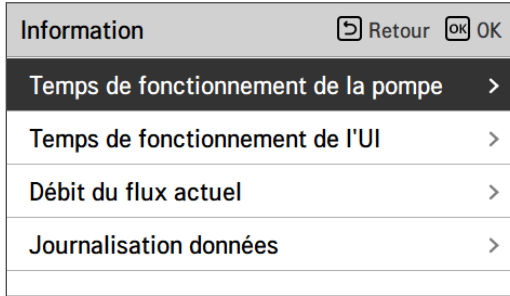 Information Retour OK OK
Temps de fonctionnement de la pompe >
Temps de fonctionnement de l'UI >
Débit du flux actuel >
Journalisation données >